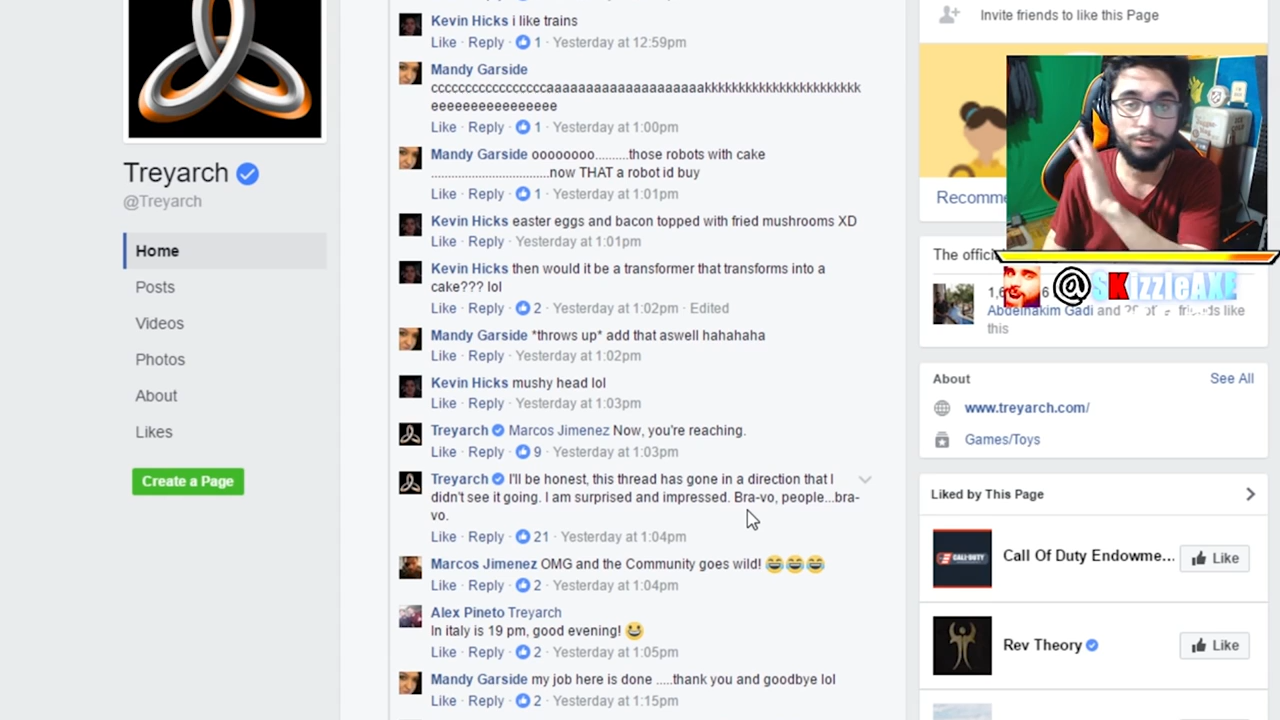 Kevin Hicks i like trains
Like · Reply · 1 · Yesterday at 12:59pm
Mandy Garside
cccccccccccccccccaaaaaaaaaaaaaaaaaaaaakkkkkkkkkkkkkkkkkkkkkkk
eeeeeeeeeeeeeeee
Like · Reply · 1 · Yesterday at 1:00pm
Mandy Garside oooooooo.........those robots with cake
..................................now THAT a robot id buy
Like · Reply · 1 · Yesterday at 1:01pm
Kevin Hicks easter eggs and bacon topped with fried mushrooms XD
Like · Reply · Yesterday at 1:01pm
Kevin Hicks then would it be a transformer that transforms into a
cake??? lol
Like · Reply · 2 · Yesterday at 1:02pm · Edited
Mandy Garside *throws up* add that aswell hahahaha
Like · Reply · Yesterday at 1:02pm
Kevin Hicks mushy head lol
Like · Reply · Yesterday at 1:03pm
Treyarch Marcos Jimenez Now, you're reaching.
Like · Reply · 9 · Yesterday at 1:03pm
Treyarch I'll be honest, this thread has gone in a direction that I
didn't see it going. I am surprised and impressed. Bra-vo, people...bra-
vo.
Like · Reply · 21 · Yesterday at 1:04pm
Marcos Jimenez OMG and the Community goes wild! 😂😂😂
Like · Reply · 2 · Yesterday at 1:04pm
Alex Pineto Treyarch
In italy is 19 pm, good evening! 😀
Like · Reply · 2 · Yesterday at 1:05pm
Mandy Garside my job here is done .....thank you and goodbye lol
Like · Reply · 2 · Yesterday at 1:15pm
Treyarch
@Treyarch
Home
Posts
Videos
Photos
About
Likes
Create a Page
Invite friends to like this Page
Recomme
The offici
@SKizzleAXE
Abdelhakim Gadi and friends like
this
About
See All
www.treyarch.com/
Games/Toys
Liked by This Page
Call Of Duty Endowme...
Like
Rev Theory
Like